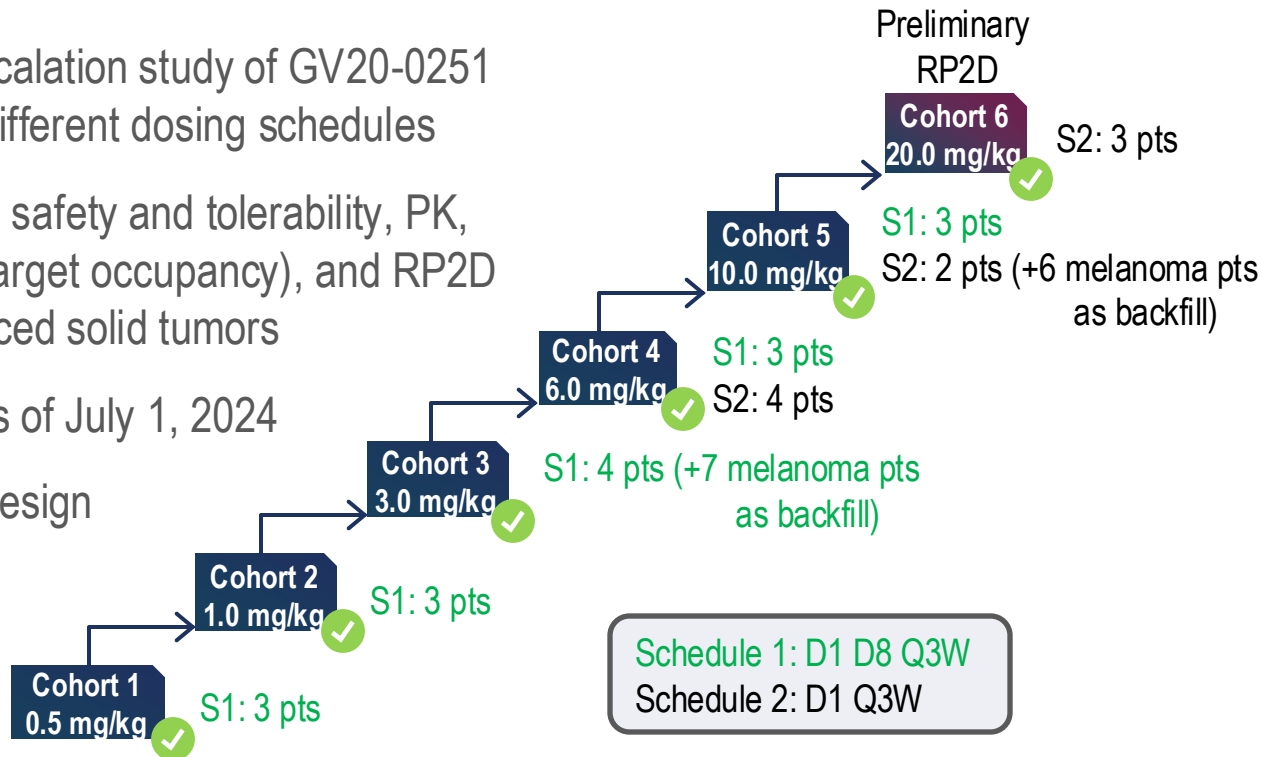 calation study of GV20-0251
ifferent dosing schedules
safety and tolerability, PK,
arget occupancy), and RP2D
ced solid tumors
s of July 1, 2024
esign
Preliminary
RP2D
Cohort 6
20.0 mg/kg
S2: 3 pts
Cohort 5
10.0 mg/kg
S1: 3 pts
S2: 2 pts (+6 melanoma pts
as backfill)
Cohort 4
6.0 mg/kg
S1: 3 pts
S2: 4 pts
Cohort 3
3.0 mg/kg
S1: 4 pts (+7 melanoma pts
as backfill)
Cohort 2
1.0 mg/kg
S1: 3 pts
Cohort 1
0.5 mg/kg
S1: 3 pts
Schedule 1: D1 D8 Q3W
Schedule 2: D1 Q3W